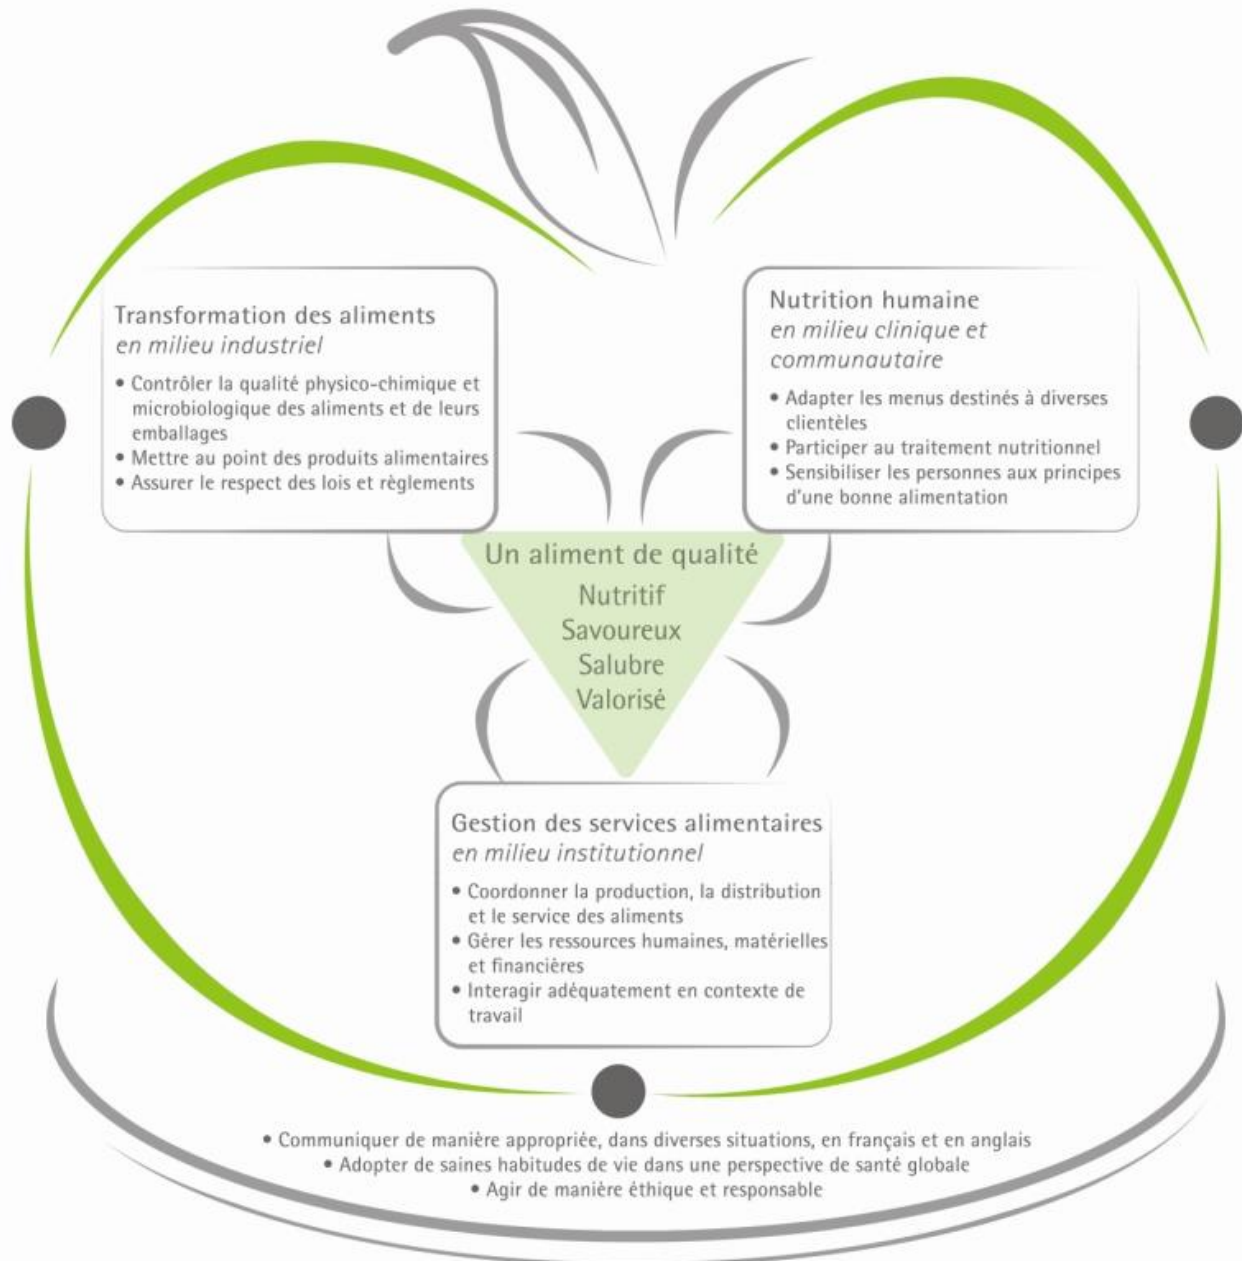 Transformation des aliments
en milieu industriel
• Contrôler la qualité physico-chimique et
microbiologique des aliments et de leurs
emballages
• Mettre au point des produits alimentaires
• Assurer le respect des lois et règlements
Nutrition humaine
en milieu clinique et
communautaire
• Adapter les menus destinés à diverses
clientèles
• Participer au traitement nutritionnel
• Sensibiliser les personnes aux principes
d'une bonne alimentation
Un aliment de qualité
Nutritif
Savoureux
Salubre
Valorisé
Gestion des services alimentaires
en milieu institutionnel
• Coordonner la production, la distribution
et le service des aliments
• Gérer les ressources humaines, matérielles
et financières
• Interagir adéquatement en contexte de
travail
• Communiquer de manière appropriée, dans diverses situations, en français et en anglais
• Adopter de saines habitudes de vie dans une perspective de santé globale
• Agir de manière éthique et responsable